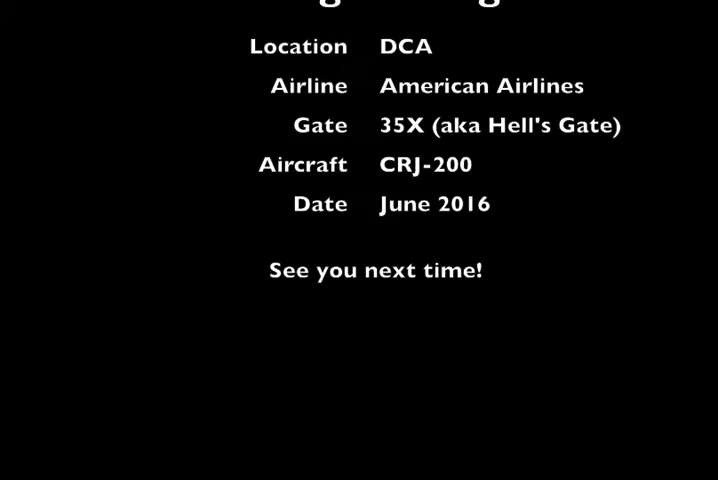 Location DCA
Airline American Airlines
Gate 35X (aka Hell's Gate)
Aircraft CRJ-200
Date June 2016
See you next time!